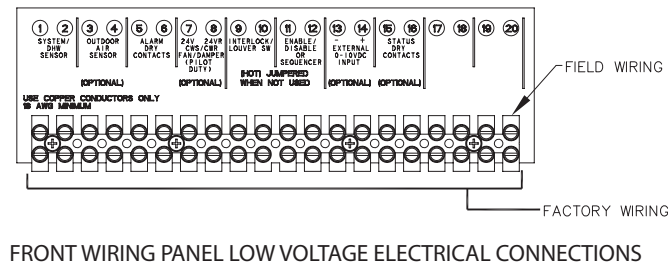 1 2 3 4 5 6 7 8 9 10 11 12 13 14 15 16 17 18 19 20
SYSTEM/
DHW
SENSOR
OUTDOOR
AIR
SENSOR
(OPTIONAL)
ALARM
DRY
CONTACTS
24V 24VR
CWS/CWR
FAN/DAMPER
(PILOT
DUTY)
(OPTIONAL)
INTERLOCK/
LOUVER SW
ENABLE/
DISABLE
OR
SEQUENCER
(HOT) JUMPERED
WHEN NOT USED
- +
EXTERNAL
0-10VDC
INPUT
(OPTIONAL)
STATUS
DRY
CONTACTS
(OPTIONAL)
USE COPPER CONDUCTORS ONLY
18 AWG MINIMUM
FIELD WIRING
FACTORY WIRING
FRONT WIRING PANEL LOW VOLTAGE ELECTRICAL CONNECTIONS